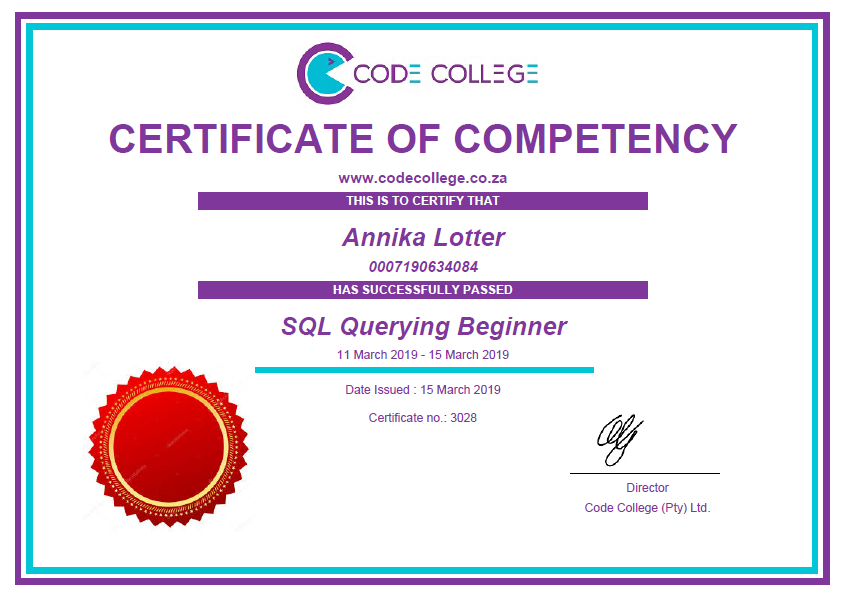 CODE COLLEGE
CERTIFICATE OF COMPETENCY
www.codecollege.co.za
THIS IS TO CERTIFY THAT
Annika Lotter
0007190634084
HAS SUCCESSFULLY PASSED
SQL Querying Beginner
11 March 2019 - 15 March 2019
Date Issued : 15 March 2019
Certificate no.: 3028
Director
Code College (Pty) Ltd.